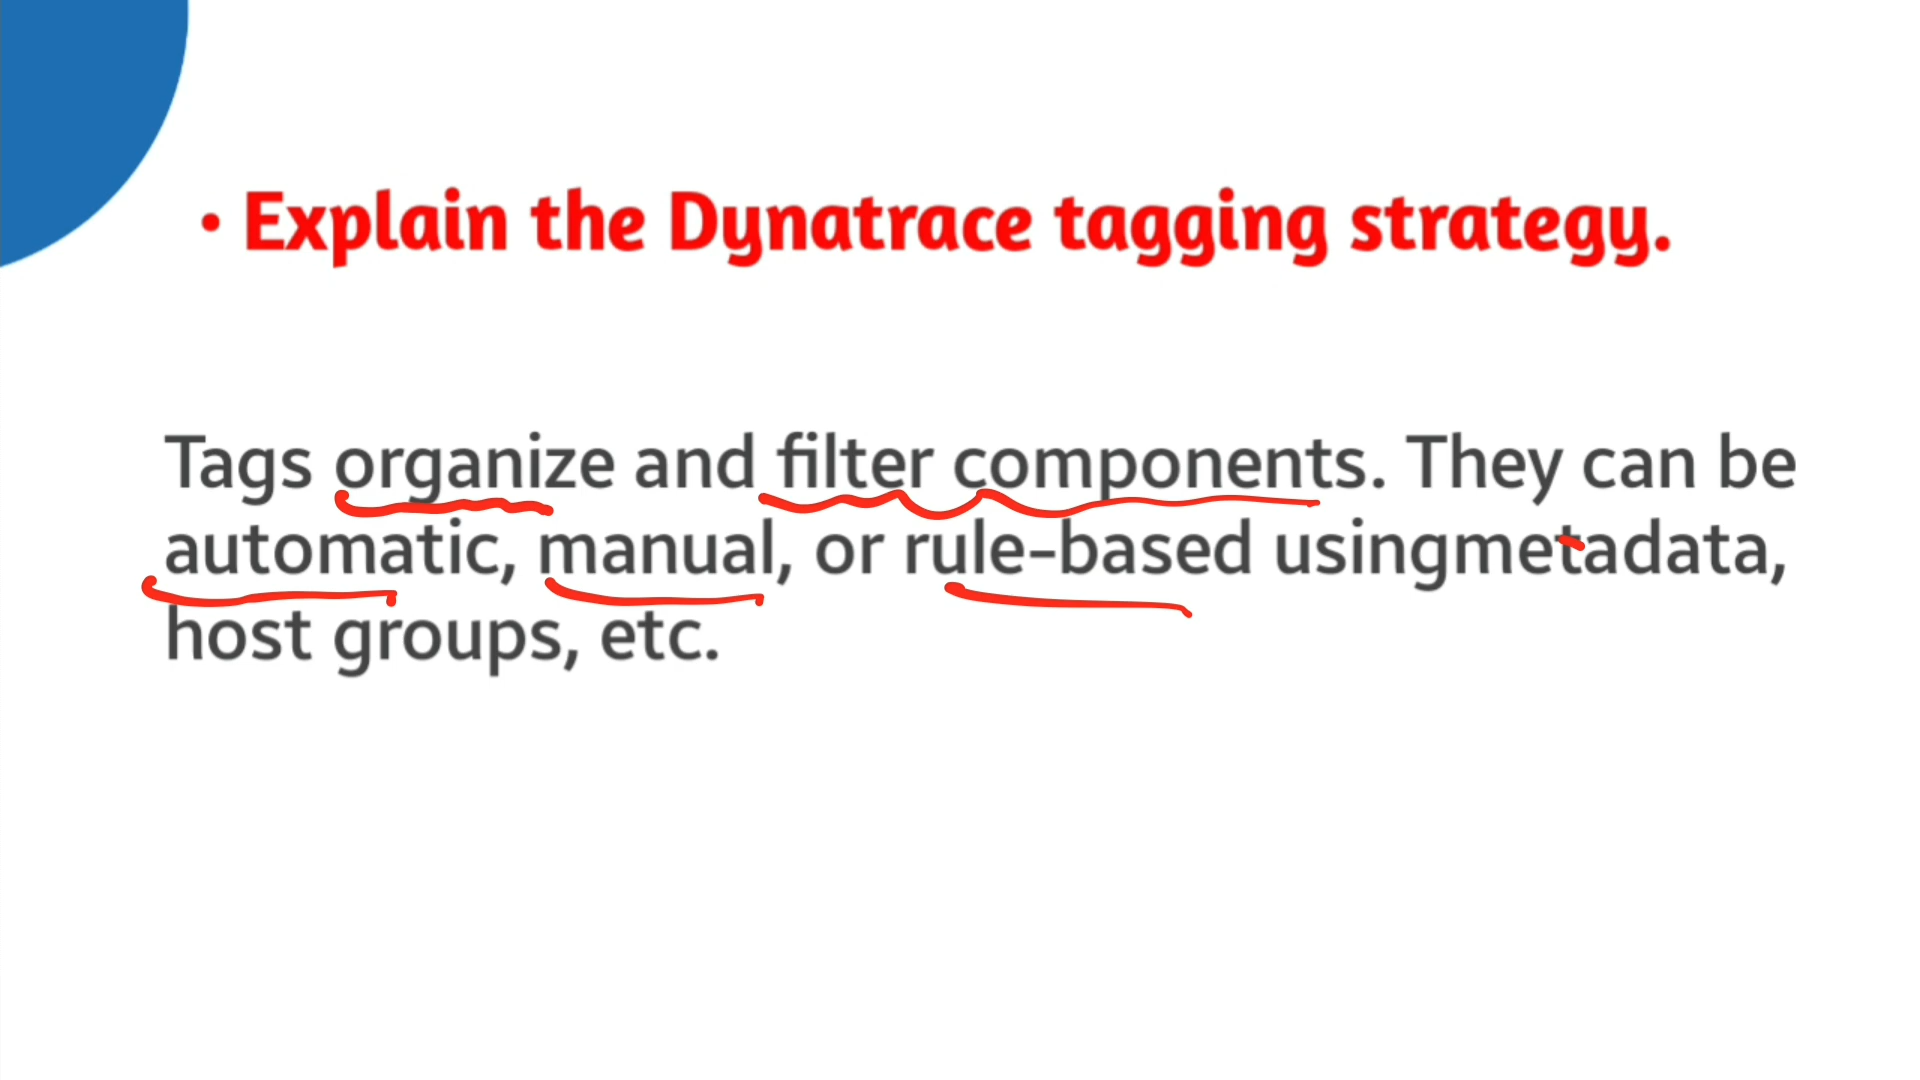 • Explain the Dynatrace tagging strategy.
Tags organize and filter components. They can be
automatic, manual, or rule-based usingmetadata,
host groups, etc.